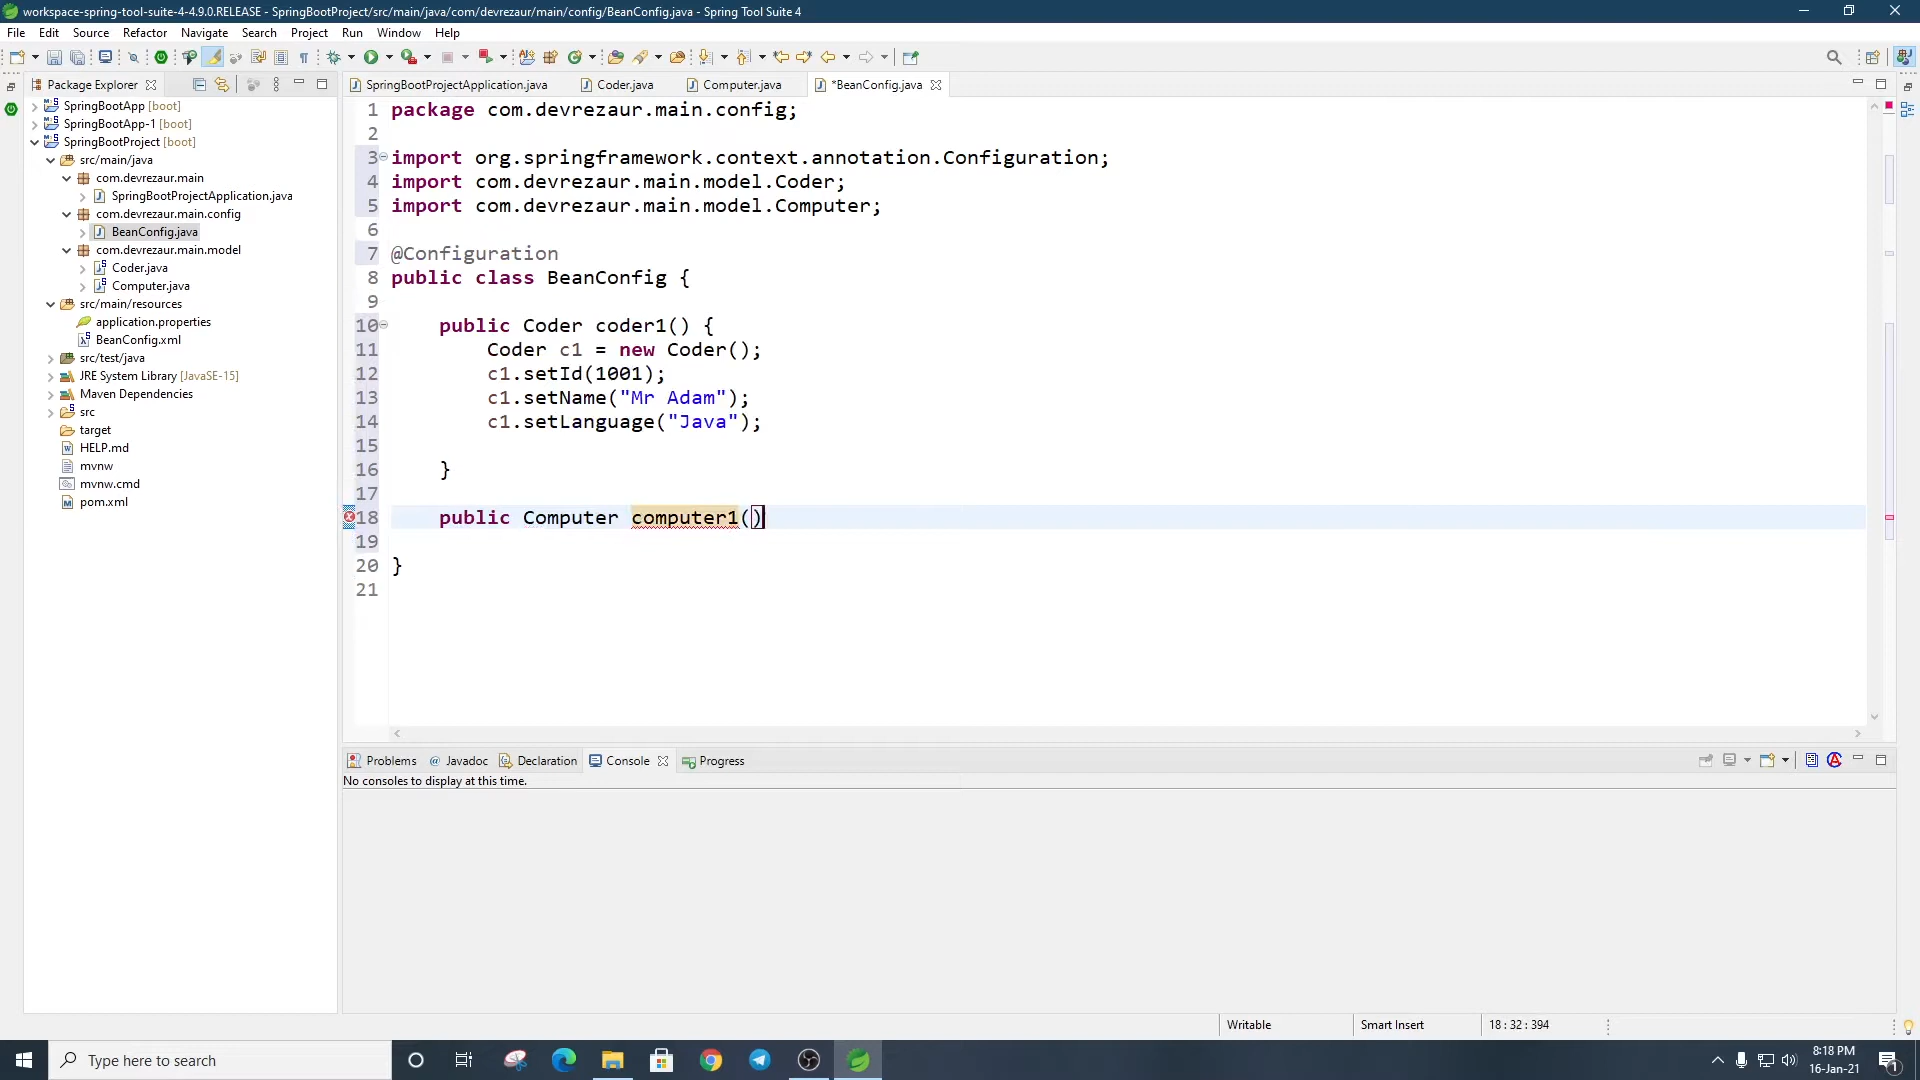 workspace-spring-tool-suite-4-4.9.0.RELEASE - SpringBootProject/src/main/java/com/devrezaur/main/config/BeanConfig.java - Spring Tool Suite 4
File Edit Source Refactor Navigate Search Project Run Window Help
Package Explorer
SpringBootApp [boot]
SpringBootApp-1 [boot]
SpringBootProject [boot]
src/main/java
com.devrezaur.main
SpringBootProjectApplication.java
com.devrezaur.main.config
BeanConfig.java
com.devrezaur.main.model
Coder.java
Computer.java
src/main/resources
application.properties
BeanConfig.xml
src/test/java
JRE System Library [JavaSE-15]
Maven Dependencies
src
target
HELP.md
mvnw
mvnw.cmd
pom.xml
SpringBootProjectApplication.java Coder.java Computer.java *BeanConfig.java
1 package com.devrezaur.main.config;
2
3 import org.springframework.context.annotation.Configuration;
4 import com.devrezaur.main.model.Coder;
5 import com.devrezaur.main.model.Computer;
6
7 @Configuration
8 public class BeanConfig {
9
10 public Coder coder1() {
11 Coder c1 = new Coder();
12 c1.setId(1001);
13 c1.setName("Mr Adam");
14 c1.setLanguage("Java");
15
16 }
17
18 public Computer computer1()
19
20 }
21
Problems @ Javadoc Declaration Console Progress
No consoles to display at this time.
Writable Smart Insert 18 : 32 : 394
Type here to search
8:18 PM
16-Jan-21
1